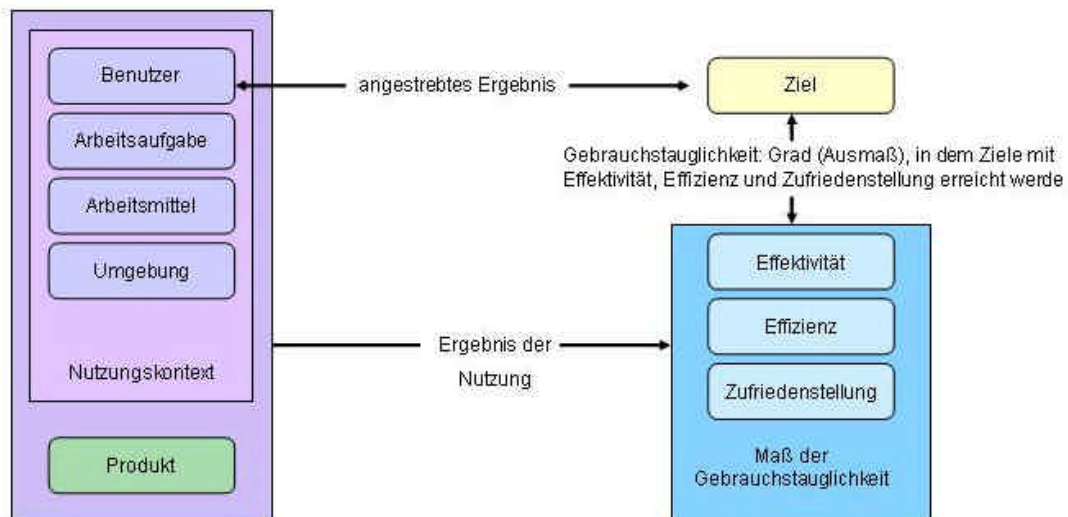 Benutzer
Arbeitsaufgabe
Arbeitsmittel
Umgebung
Nutzungskontext
Produkt
angestrebtes Ergebnis
Ziel
Gebrauchstauglichkeit: Grad (Ausmaß), in dem Ziele mit
Effektivität, Effizienz und Zufriedenstellung erreicht werde
Ergebnis der
Nutzung
Effektivität
Effizienz
Zufriedenstellung
Maß der
Gebrauchstauglichkeit